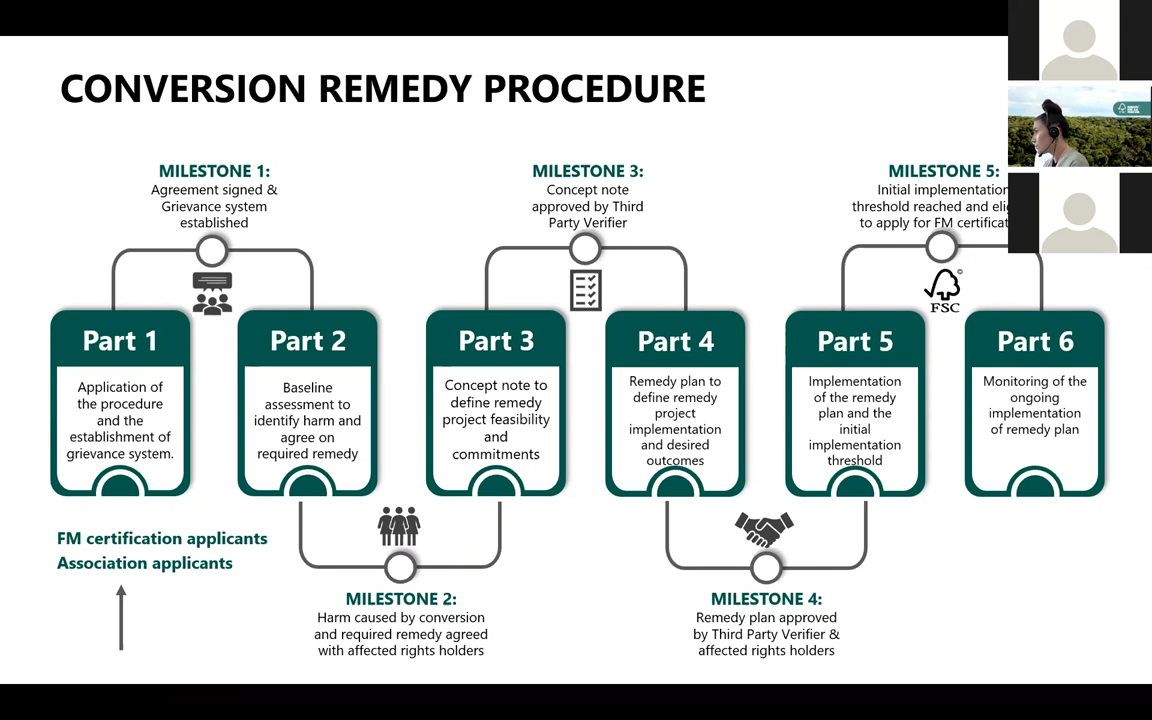 CONVERSION REMEDY PROCEDURE
MILESTONE 1:
Agreement signed &
Grievance system
established
MILESTONE 3:
Concept note
approved by Third
Party Verifier
MILESTONE 5:
Initial implementation
threshold reached and
to apply for FM
FSC
Part 1
Application of
the procedure
and the
establishment of
grievance system.
Part 2
Baseline
assessment to
identify harm and
agree on
required remedy
Part 3
Concept note to
define remedy
project feasibility
and
commitments
Part 4
Remedy plan to
define remedy
project
implementation
and desired
outcomes
Part 5
Implementation
of the remedy
plan and the
initial
implementation
threshold
Part 6
Monitoring of the
ongoing
implementation
of remedy plan
FM certification applicants
Association applicants
MILESTONE 2:
Harm caused by conversion
and required remedy agreed
with affected rights holders
MILESTONE 4:
Remedy plan approved
by Third Party Verifier &
affected rights holders